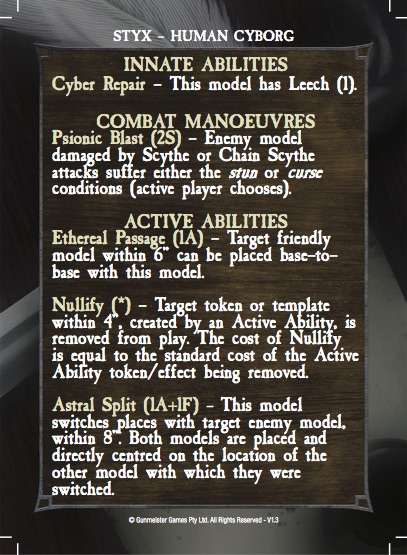 STYX - HUMAN CYBORG
INNATE ABILITIES
Cyber Repair - This model has Leech (1).
COMBAT MANOEUVRES
Psionic Blast (2S) - Enemy model
damaged by Scythe or Chain Scythe
attacks suffer either the stun or curse
conditions (active player chooses).
ACTIVE ABILITIES
Ethereal Passage (1A) - Target friendly
model within 6" can be placed base-to-
base with this model.
Nullify (*) - Target token or template
within 4", created by an Active Ability, is
removed from play. The cost of Nullify
is equal to the standard cost of the Active
Ability token/effect being removed.
Astral Split (1A+1F) - This model
switches places with target enemy model,
within 8". Both models are placed and
directly centred on the location of the
other model with which they were
switched.
© Gunmeister Games Pty Ltd. All Rights Reserved - V1.3